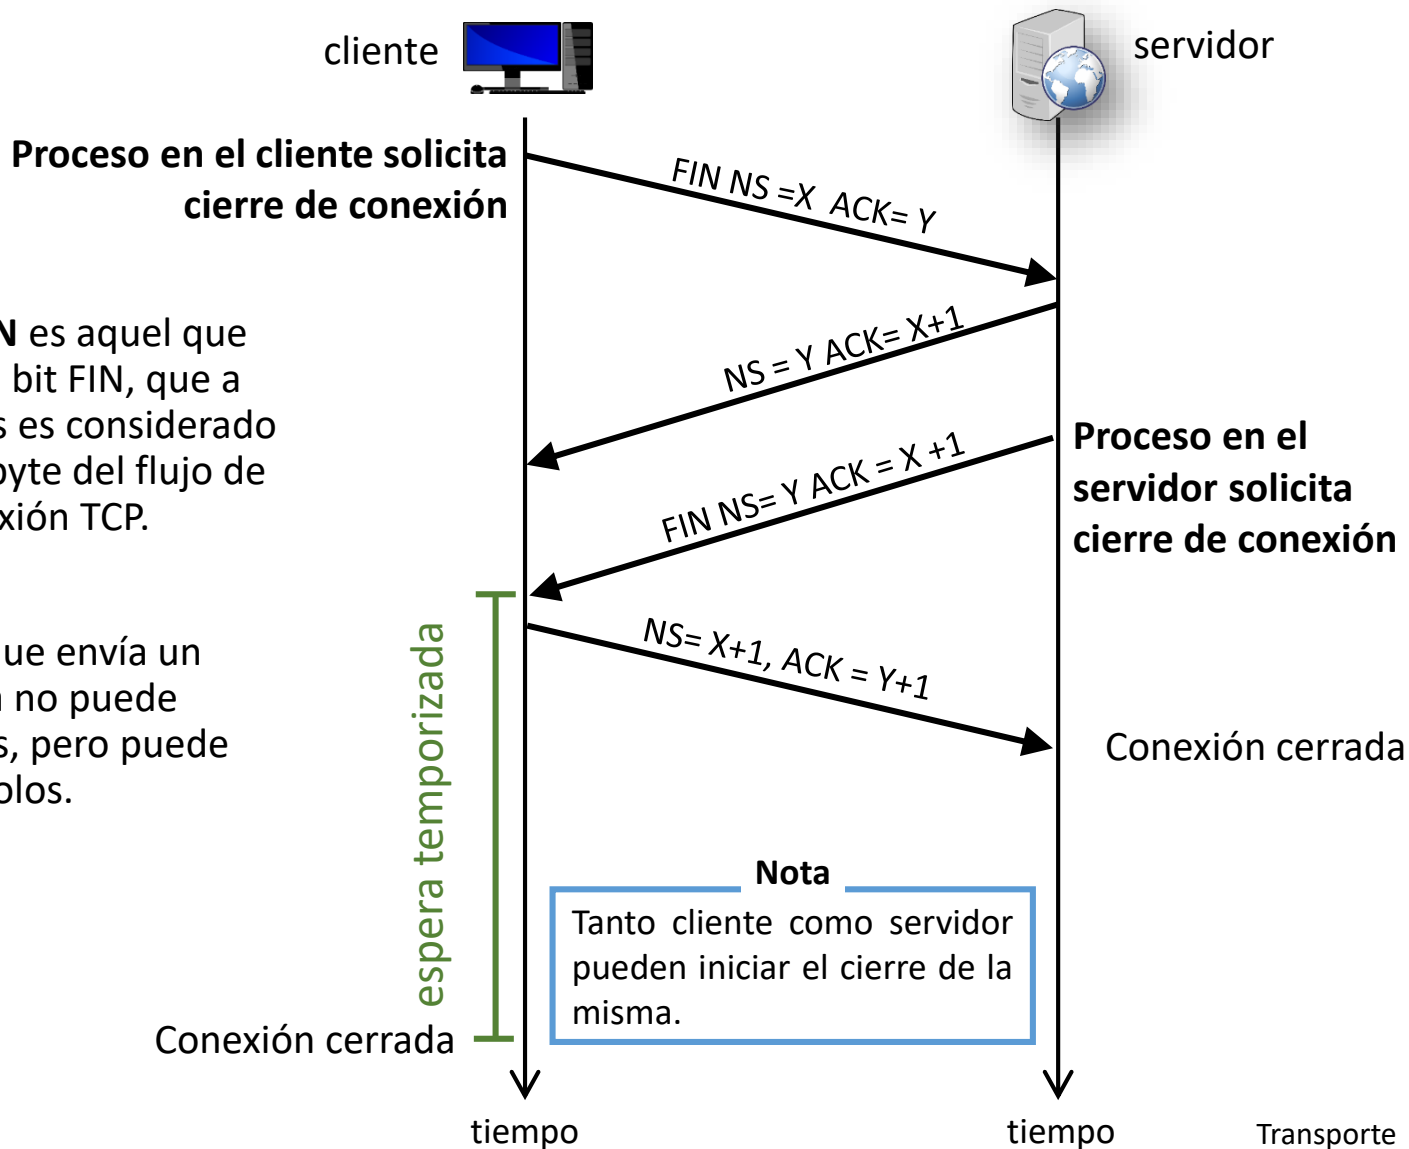 cliente
servidor
Proceso en el cliente solicita
cierre de conexión
FIN NS =X ACK= Y
N es aquel que
bit FIN, que a
s es considerado
byte del flujo de
xión TCP.
NS = Y ACK= X+1
Proceso en el
servidor solicita
cierre de conexión
FIN NS= Y ACK = X +1
ue envía un
no puede
s, pero puede
olos.
espera temporizada
NS= X+1, ACK = Y+1
Conexión cerrada
Nota
Tanto cliente como servidor
pueden iniciar el cierre de la
misma.
Conexión cerrada
tiempo
tiempo
Transporte